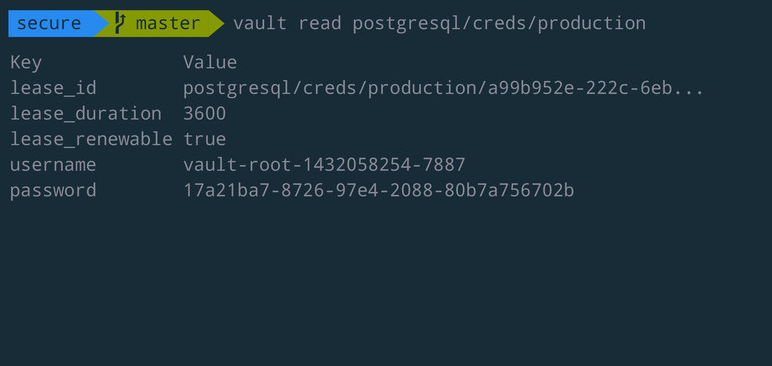 secure master vault read postgresql/creds/production
Key Value
lease_id postgresql/creds/production/a99b952e-222c-6eb...
lease_duration 3600
lease_renewable true
username vault-root-1432058254-7887
password 17a21ba7-8726-97e4-2088-80b7a756702b